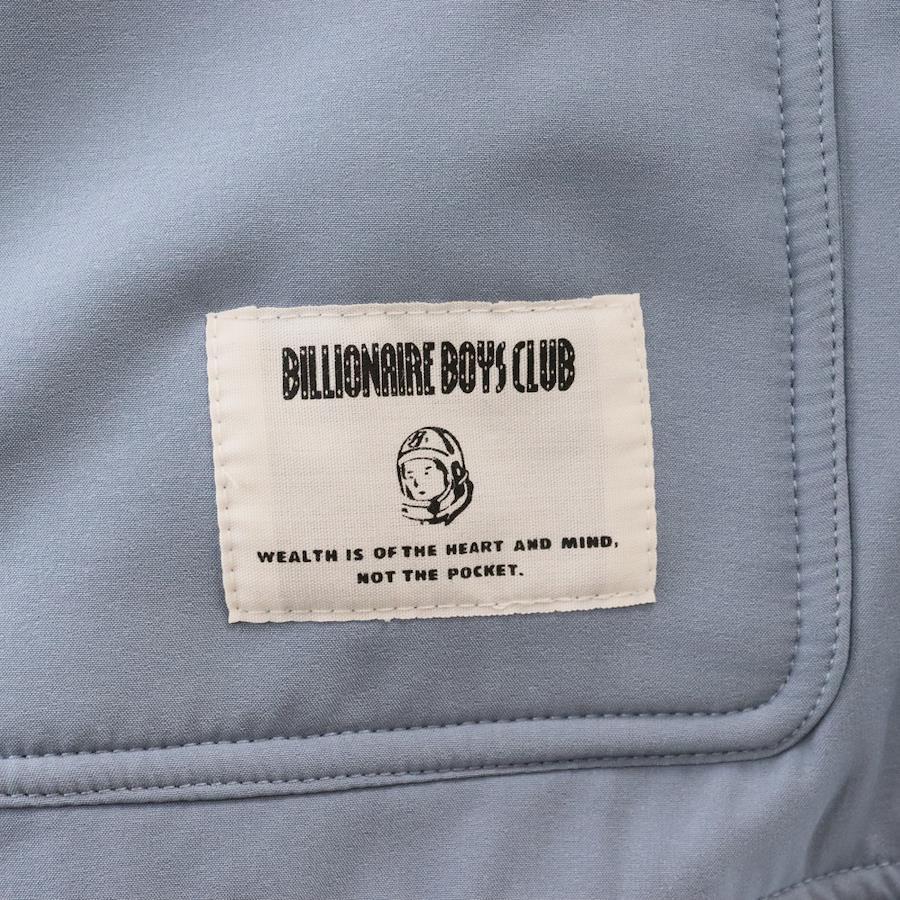 BILLIONAIRE BOYS CLUB
WEALTH IS OF THE HEART AND MIND,
NOT THE POCKET.